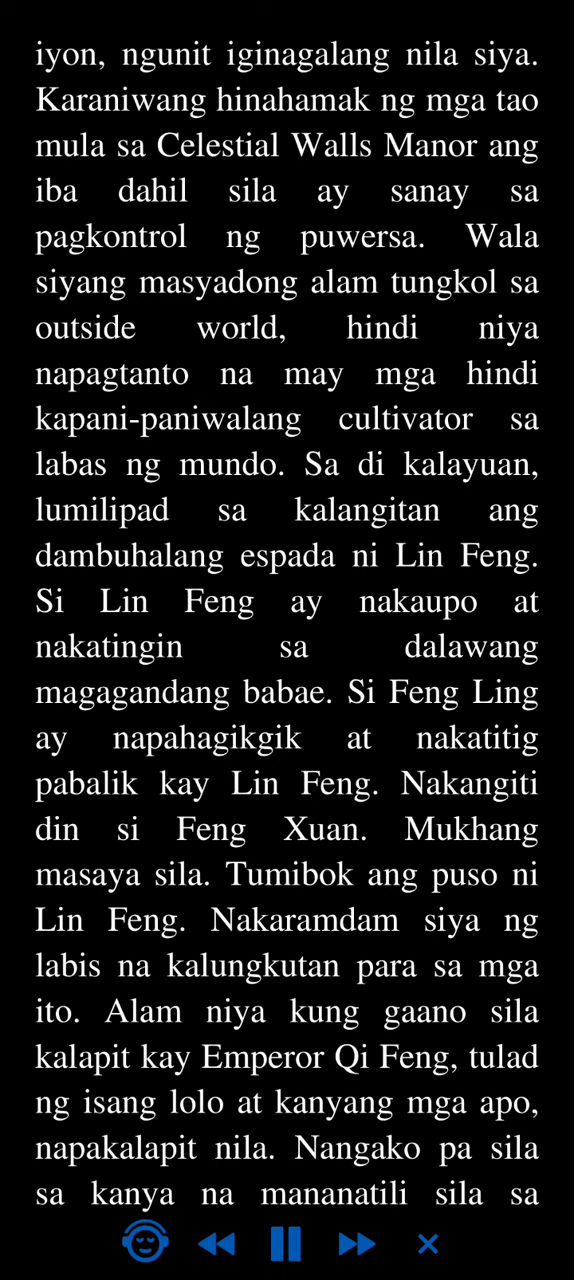 iyon, ngunit iginagalang nila siya.
Karaniwang hinahamak ng mga tao
mula sa Celestial Walls Manor ang
iba dahil sila ay sanay sa
pagkontrol ng puwersa. Wala
siyang masyadong alam tungkol sa
outside world, hindi niya
napagtanto na may mga hindi
kapani-paniwalang cultivator sa
labas ng mundo. Sa di kalayuan,
lumilipad sa kalangitan ang
dambuhalang espada ni Lin Feng.
Si Lin Feng ay nakaupo at
nakatingin sa dalawang
magagandang babae. Si Feng Ling
ay napahagikgik at nakatitig
pabalik kay Lin Feng. Nakangiti
din si Feng Xuan. Mukhang
masaya sila. Tumibok ang puso ni
Lin Feng. Nakaramdam siya ng
labis na kalungkutan para sa mga
ito. Alam niya kung gaano sila
kalapit kay Emperor Qi Feng, tulad
ng isang lolo at kanyang mga apo,
napakalapit nila. Nangako pa sila
sa kanya na mananatili sila sa